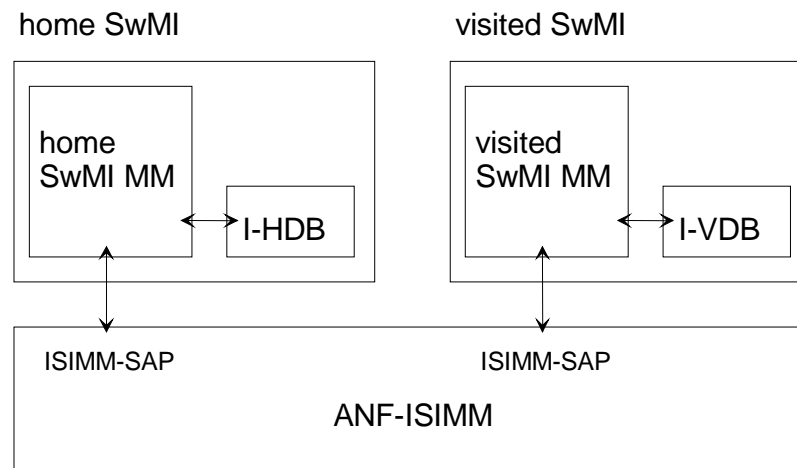 home SwMI
visited SwMI
home
SwMI MM
I-HDB
visited
SwMI MM
I-VDB
ISIMM-SAP
ISIMM-SAP
ANF-ISIMM